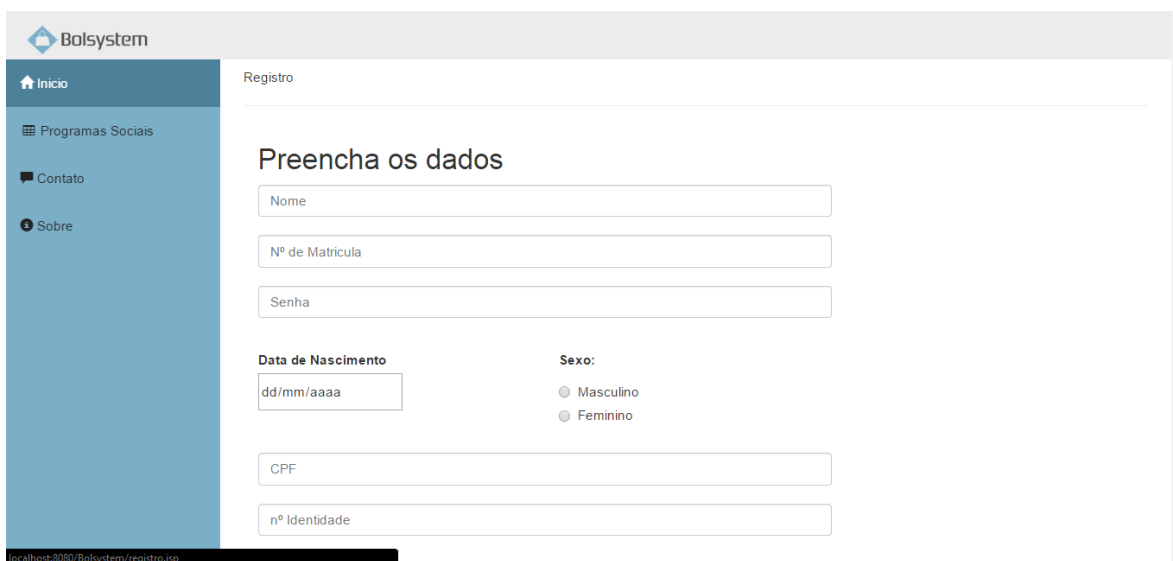 Bolsystem
Inicio
Programas Sociais
Contato
Sobre
Registro
Preencha os dados
Nome
Nº de Matricula
Senha
Data de Nascimento
dd/mm/aaaa
Sexo:
Masculino
Feminino
CPF
nº Identidade
localhost:8080/Bolsystem/registro.jsp